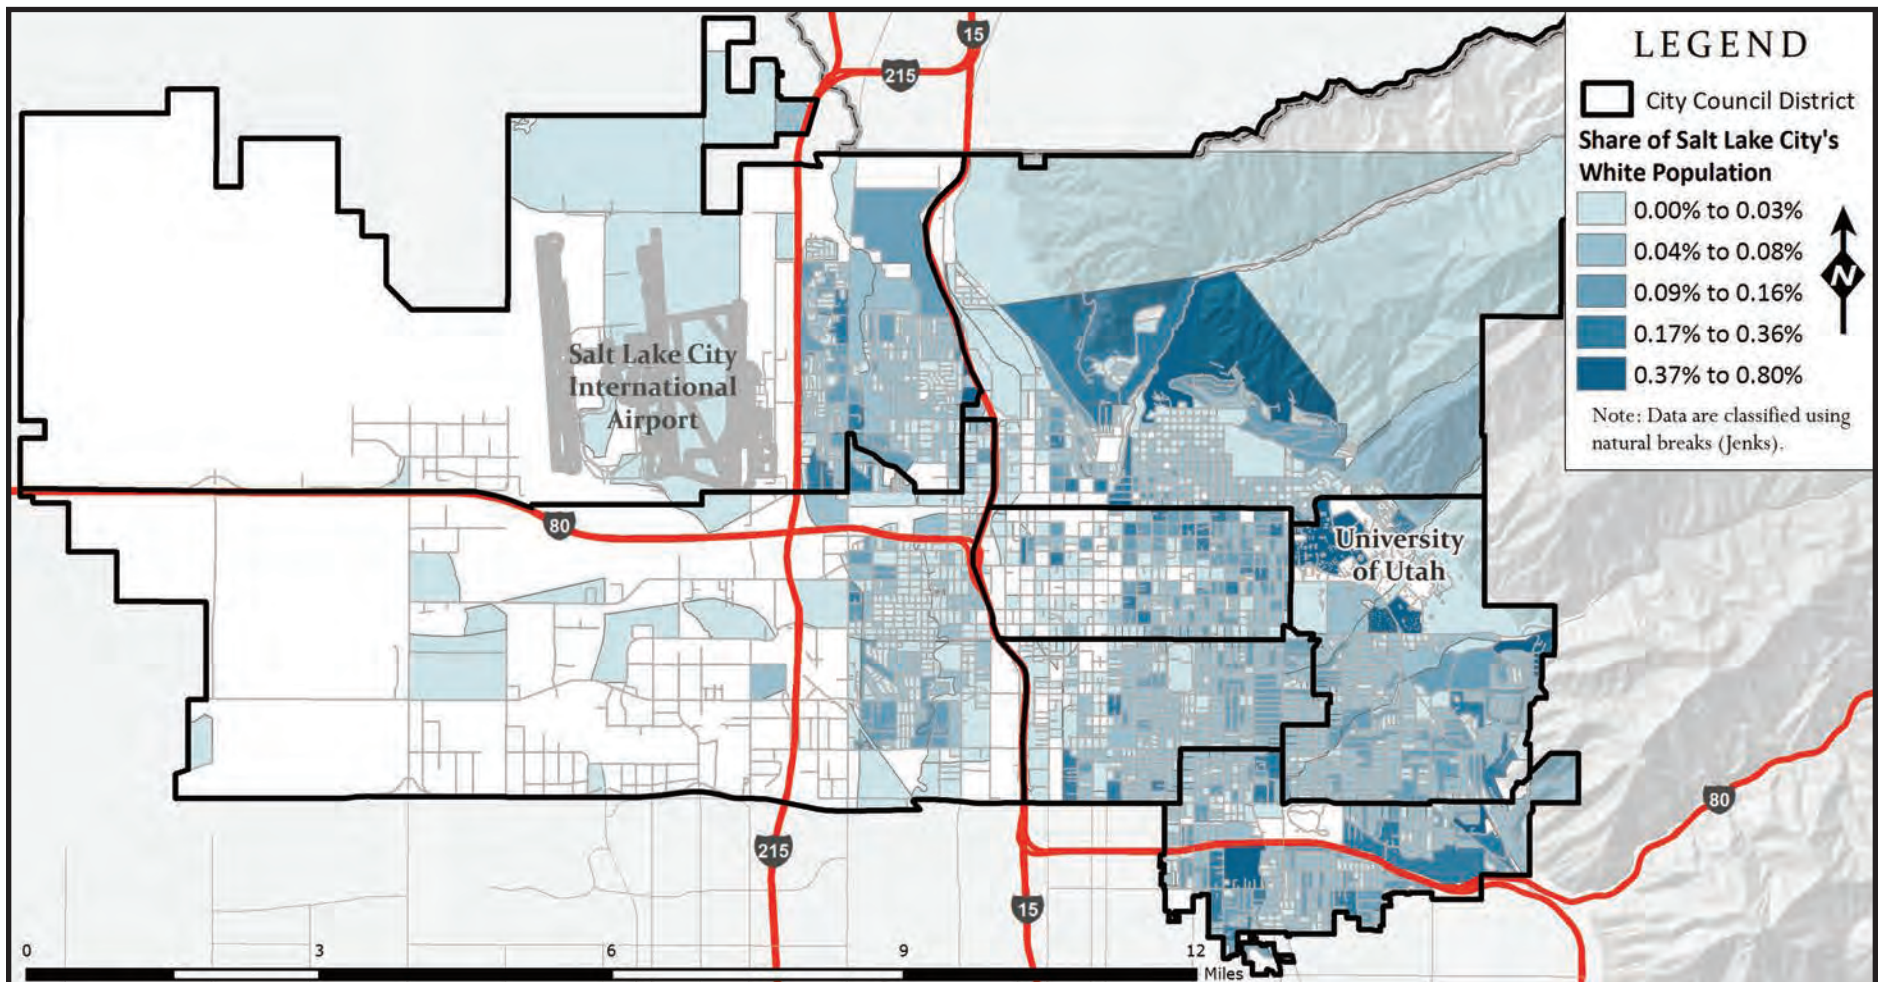 LEGEND
City Council District
Share of Salt Lake City's
White Population
0.00% to 0.03%
0.04% to 0.08%
0.09% to 0.16%
0.17% to 0.36%
0.37% to 0.80%
Note: Data are classified using
natural breaks (Jenks).
N
15
215
Salt Lake City
International
Airport
80
University
of Utah
80
215
15
0 3 6 9 12
Miles